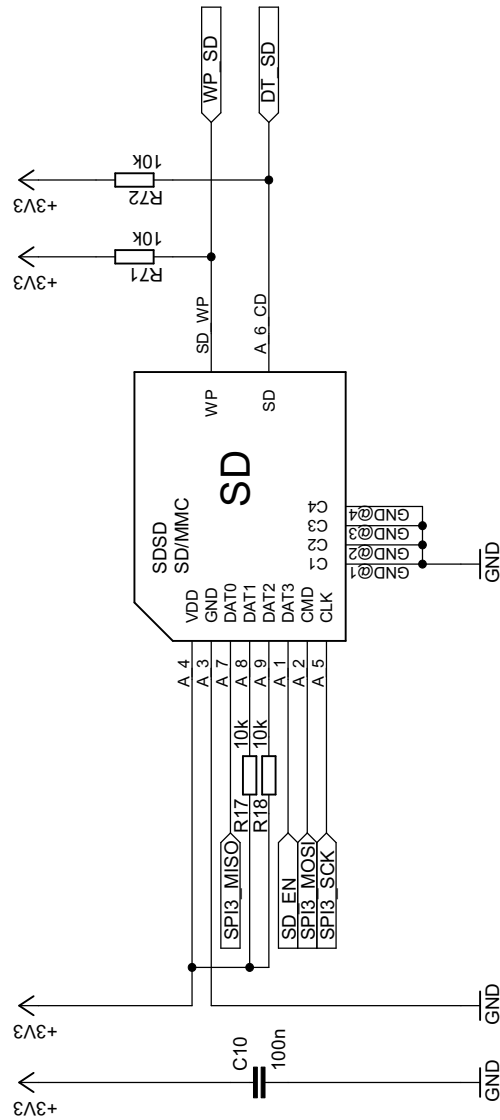 +3V3
+3V3
10k
10k
R72
R71
WP_SD
DT_SD
SD_WP
A_6_CD
WP
SD
SD
SDSD
SD/MMC
VDD
GND
DAT0
DAT1
DAT2
DAT3
CMD
CLK
C1
C2
C3
C4
GND@1
GND@2
GND@3
GND@4
GND
A_4
A_3
A_7
A_8
A_9
A_1
A_2
A_5
10k
10k
R17
R18
SPI3_MISO
SD_EN
SPI3_MOSI
SPI3_SCK
+3V3
GND
+3V3
C10
100n
GND